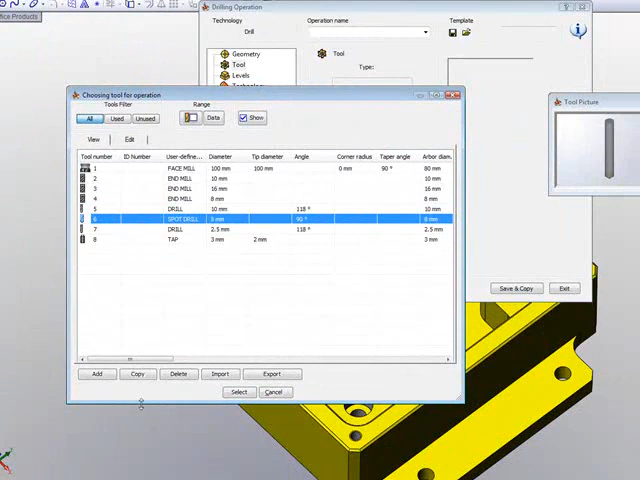 Drilling Operation
ffice Products
Technology
Operation name
Template
Drill
Geometry
Tool
Levels
Technology
Tool
Type:
Choosing tool for operation
Tools Filter
Range
All
Used
Unused
Data
Show
View
Edit
Tool Picture
Tool number ID Number User-define... Diameter Tip diameter Angle Corner radius Taper angle Arbor diam.
1 FACE MILL 100 mm 100 mm 0 mm 90 ° 80 mm
2 END MILL 10 mm 10 mm
3 END MILL 16 mm 16 mm
4 END MILL 8 mm 8 mm
5 DRILL 10 mm 118 ° 10 mm
6 SPOT DRILL 8 mm 90 ° 8 mm
7 DRILL 2.5 mm 118 ° 2.5 mm
8 TAP 3 mm 2 mm 3 mm
Save & Copy
Exit
Add
Copy
Delete
Import
Export
Select
Cancel